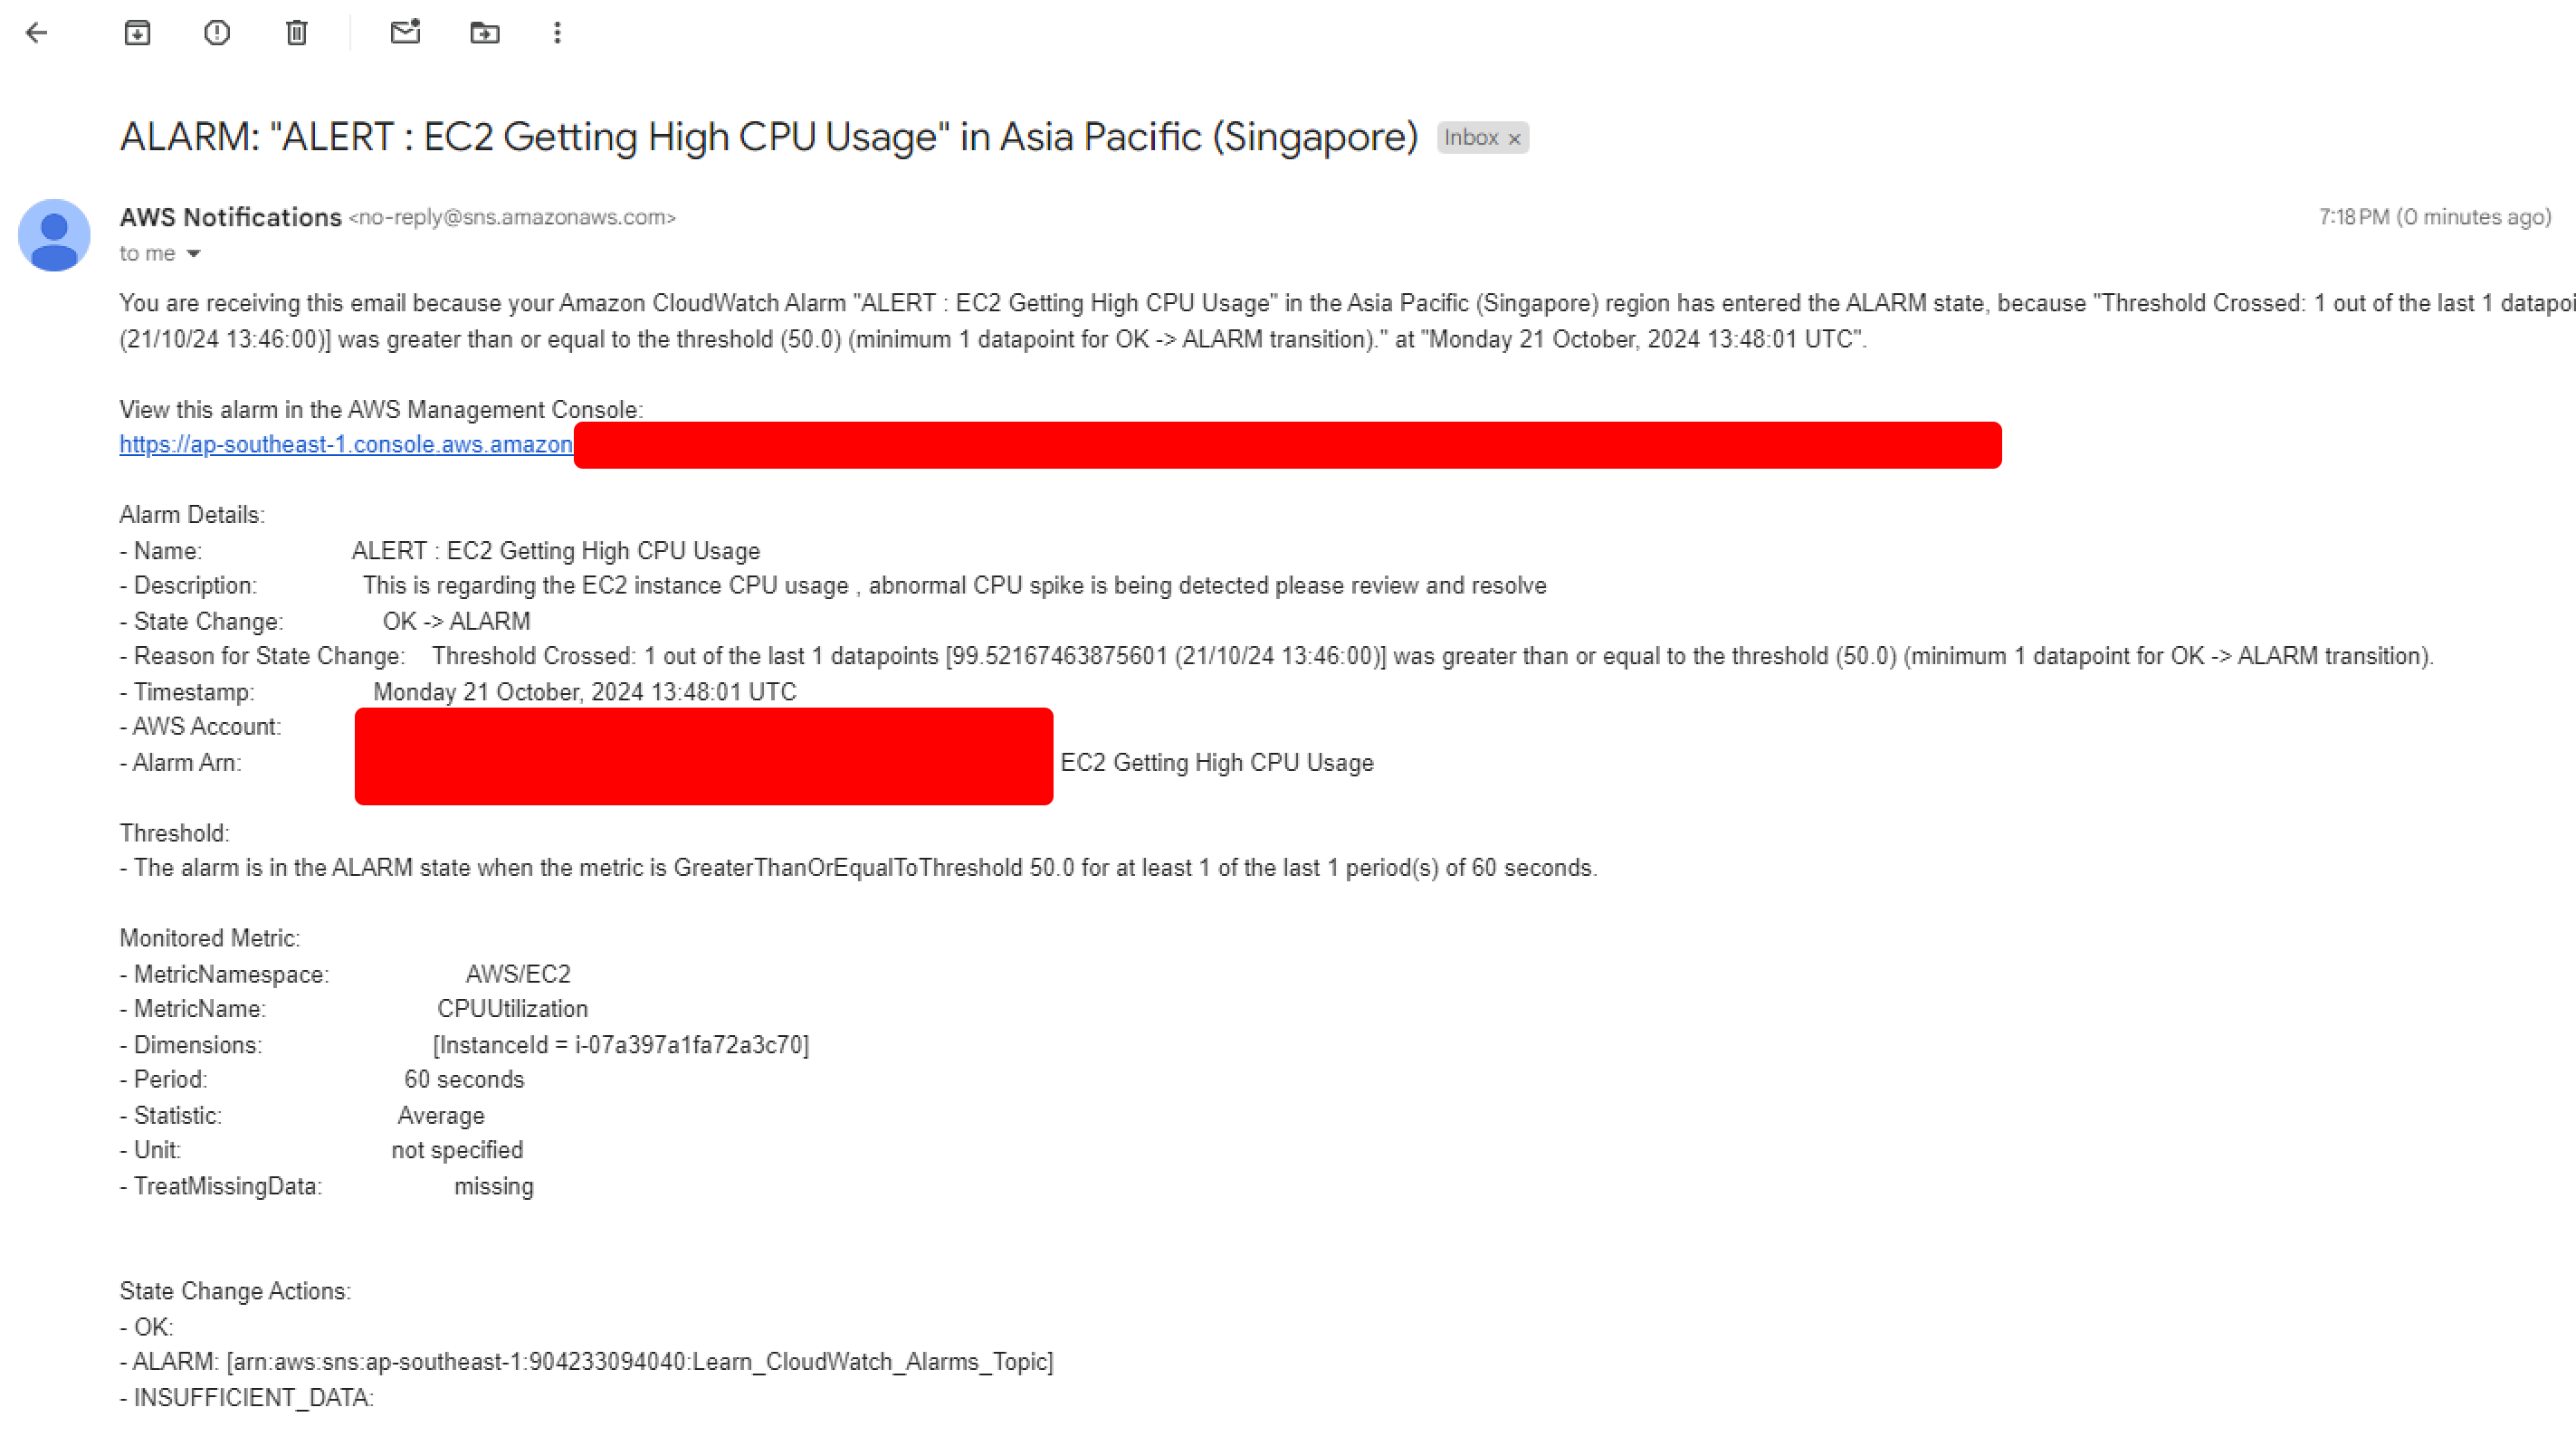 ALARM: "ALERT : EC2 Getting High CPU Usage" in Asia Pacific (Singapore) Inbox x
AWS Notifications <no-reply@sns.amazonaws.com> 7:18 PM (0 minutes ago)
to me
You are receiving this email because your Amazon CloudWatch Alarm "ALERT : EC2 Getting High CPU Usage" in the Asia Pacific (Singapore) region has entered the ALARM state, because "Threshold Crossed: 1 out of the last 1 datapoi
(21/10/24 13:46:00)] was greater than or equal to the threshold (50.0) (minimum 1 datapoint for OK -> ALARM transition)." at "Monday 21 October, 2024 13:48:01 UTC".
View this alarm in the AWS Management Console:
https://ap-southeast-1.console.aws.amazon
Alarm Details:
- Name: ALERT : EC2 Getting High CPU Usage
- Description: This is regarding the EC2 instance CPU usage , abnormal CPU spike is being detected please review and resolve
- State Change: OK -> ALARM
- Reason for State Change: Threshold Crossed: 1 out of the last 1 datapoints [99.52167463875601 (21/10/24 13:46:00)] was greater than or equal to the threshold (50.0) (minimum 1 datapoint for OK -> ALARM transition).
- Timestamp: Monday 21 October, 2024 13:48:01 UTC
- AWS Account:
- Alarm Arn: EC2 Getting High CPU Usage
Threshold:
- The alarm is in the ALARM state when the metric is GreaterThanOrEqualToThreshold 50.0 for at least 1 of the last 1 period(s) of 60 seconds.
Monitored Metric:
- MetricNamespace: AWS/EC2
- MetricName: CPUUtilization
- Dimensions: [InstanceId = i-07a397a1fa72a3c70]
- Period: 60 seconds
- Statistic: Average
- Unit: not specified
- TreatMissingData: missing
State Change Actions:
- OK:
- ALARM: [arn:aws:sns:ap-southeast-1:904233094040:Learn_CloudWatch_Alarms_Topic]
- INSUFFICIENT_DATA: